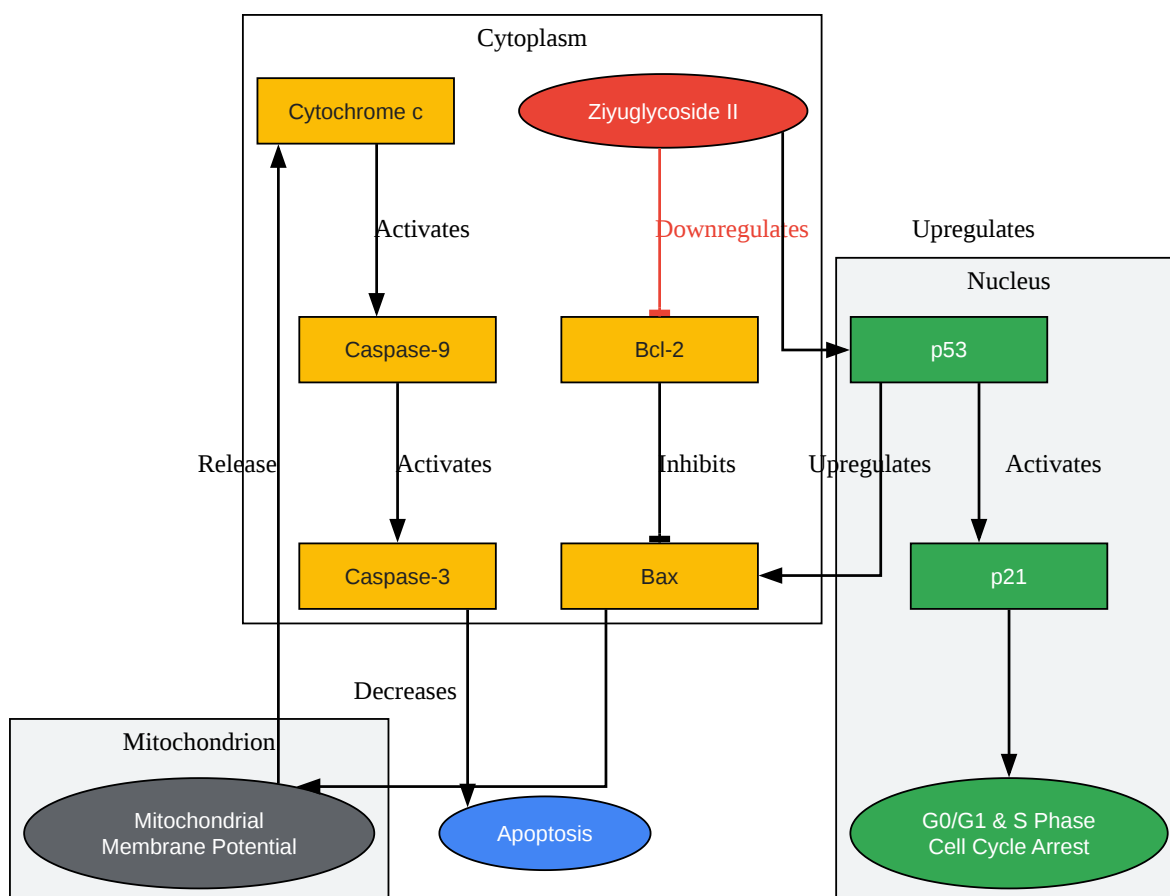 Cytoplasm
Cytochrome c
Ziyuglycoside II
Activates
Downregulates
Upregulates
Nucleus
Caspase-9
Bcl-2
p53
Release
Activates
Inhibits
Upregulates
Activates
Caspase-3
Bax
p21
Decreases
Mitochondrion
Mitochondrial
Membrane Potential
Apoptosis
G0/G1 & S Phase
Cell Cycle Arrest